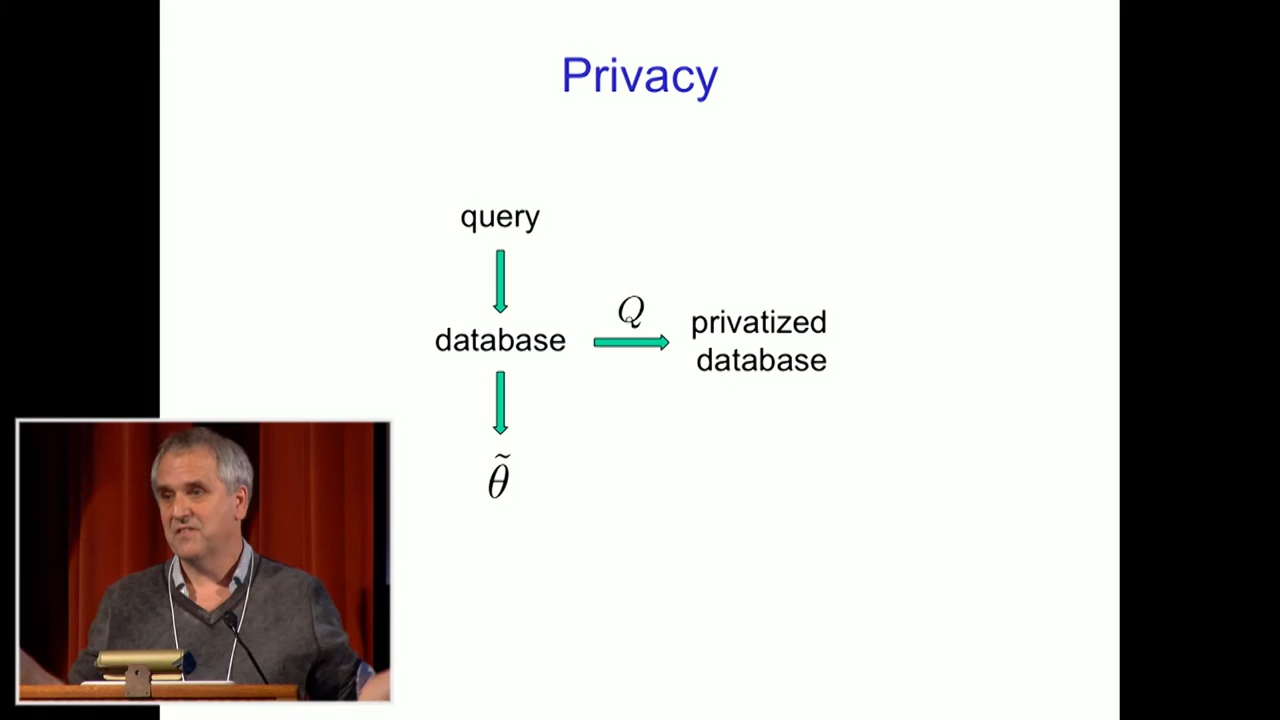 Privacy
query
database
Q
privatized
database
θ̃